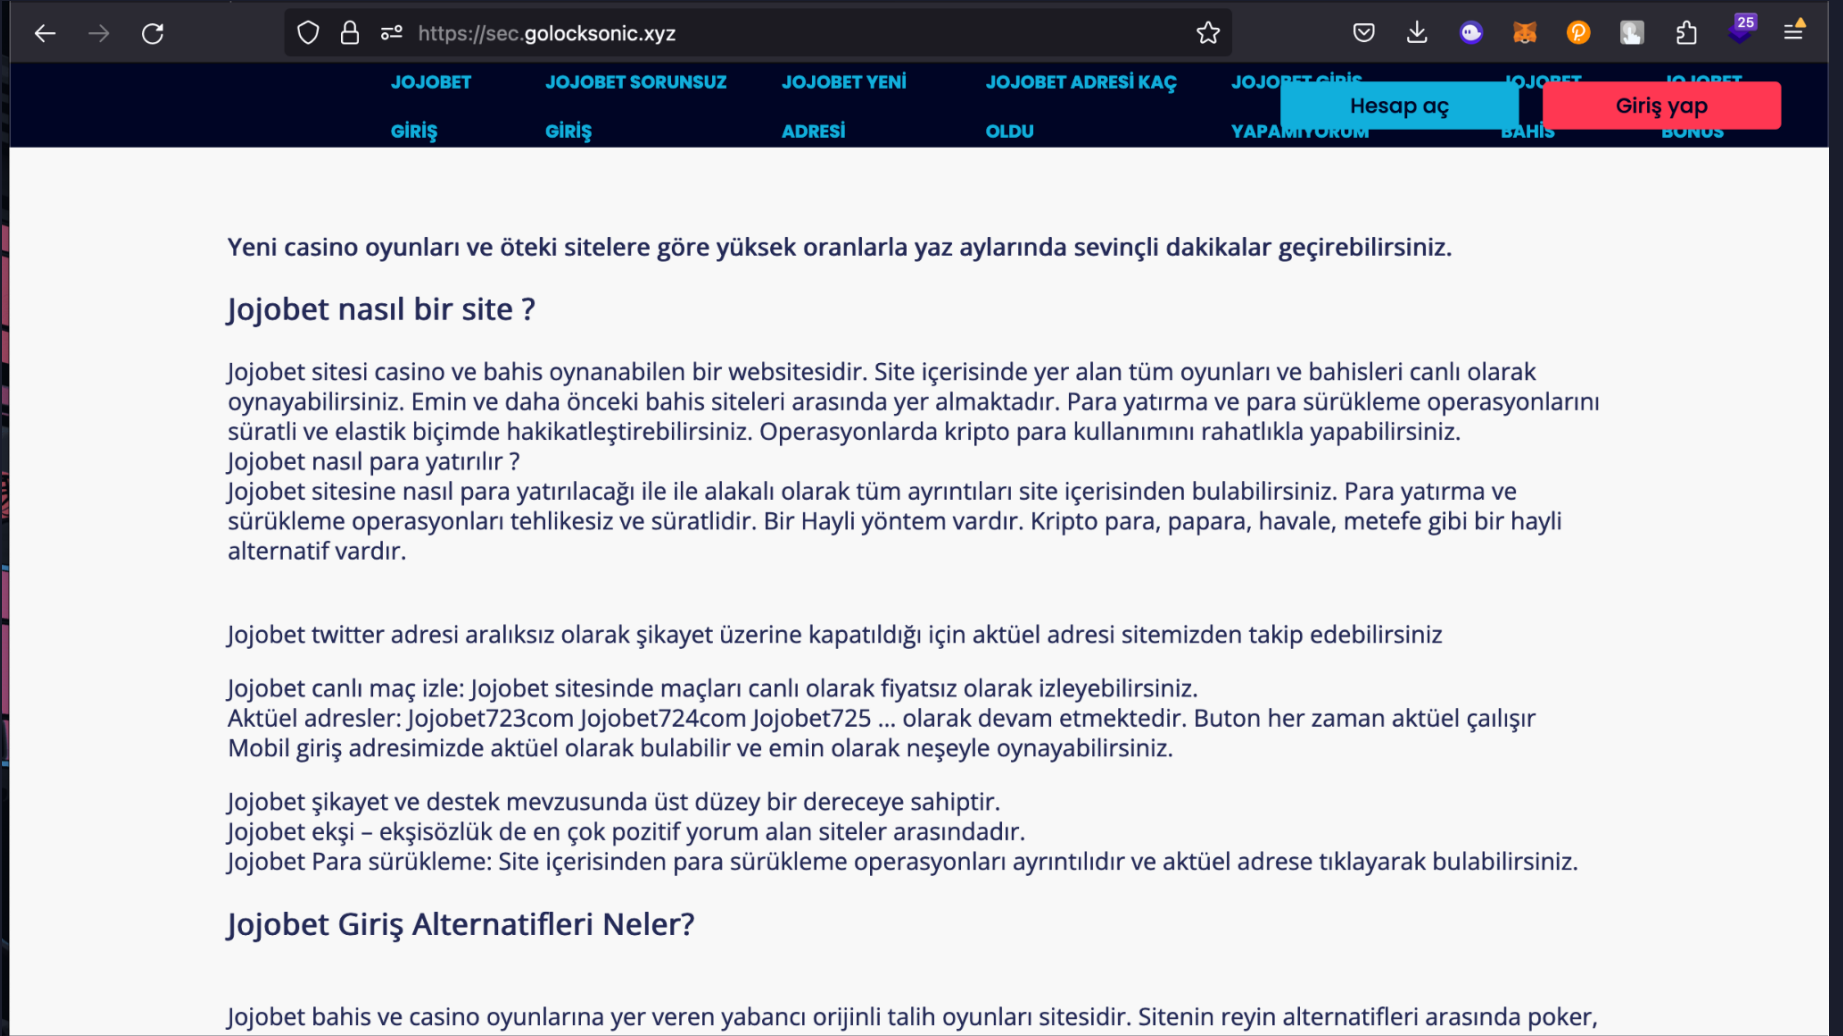 https://sec.golocksonic.xyz
25
JOJOBET GİRİŞ
JOJOBET SORUNSUZ GİRİŞ
JOJOBET YENİ ADRESİ
JOJOBET ADRESİ KAÇ OLDU
JOJOBET GİRİŞ YAPAMIYORUM
JOJOBET BAHİS
JOJOBET BONUS
Hesap aç
Giriş yap
Yeni casino oyunları ve öteki sitelere göre yüksek oranlarla yaz aylarında sevinçli dakikalar geçirebilirsiniz.
Jojobet nasıl bir site ?
Jojobet sitesi casino ve bahis oynanabilen bir websitesidir. Site içerisinde yer alan tüm oyunları ve bahisleri canlı olarak
oynayabilirsiniz. Emin ve daha önceki bahis siteleri arasında yer almaktadır. Para yatırma ve para sürükleme operasyonlarını
süratli ve elastik biçimde hakikatleştirebilirsiniz. Operasyonlarda kripto para kullanımını rahatlıkla yapabilirsiniz.
Jojobet nasıl para yatırılır ?
Jojobet sitesine nasıl para yatırılacağı ile ile alakalı olarak tüm ayrıntıları site içerisinden bulabilirsiniz. Para yatırma ve
sürükleme operasyonları tehlikesiz ve süratlidir. Bir Hayli yöntem vardır. Kripto para, papara, havale, metefe gibi bir hayli
alternatif vardır.
Jojobet twitter adresi aralıksız olarak şikayet üzerine kapatıldığı için aktüel adresi sitemizden takip edebilirsiniz
Jojobet canlı maç izle: Jojobet sitesinde maçları canlı olarak fiyatsız olarak izleyebilirsiniz.
Aktüel adresler: Jojobet723com Jojobet724com Jojobet725 … olarak devam etmektedir. Buton her zaman aktüel çaılışır
Mobil giriş adresimizde aktüel olarak bulabilir ve emin olarak neşeyle oynayabilirsiniz.
Jojobet şikayet ve destek mevzusunda üst düzey bir dereceye sahiptir.
Jojobet ekşi – ekşisözlük de en çok pozitif yorum alan siteler arasındadır.
Jojobet Para sürükleme: Site içerisinden para sürükleme operasyonları ayrıntılıdır ve aktüel adrese tıklayarak bulabilirsiniz.
Jojobet Giriş Alternatifleri Neler?
Jojobet bahis ve casino oyunlarına yer veren yabancı orijinli talih oyunları sitesidir. Sitenin reyin alternatifleri arasında poker,